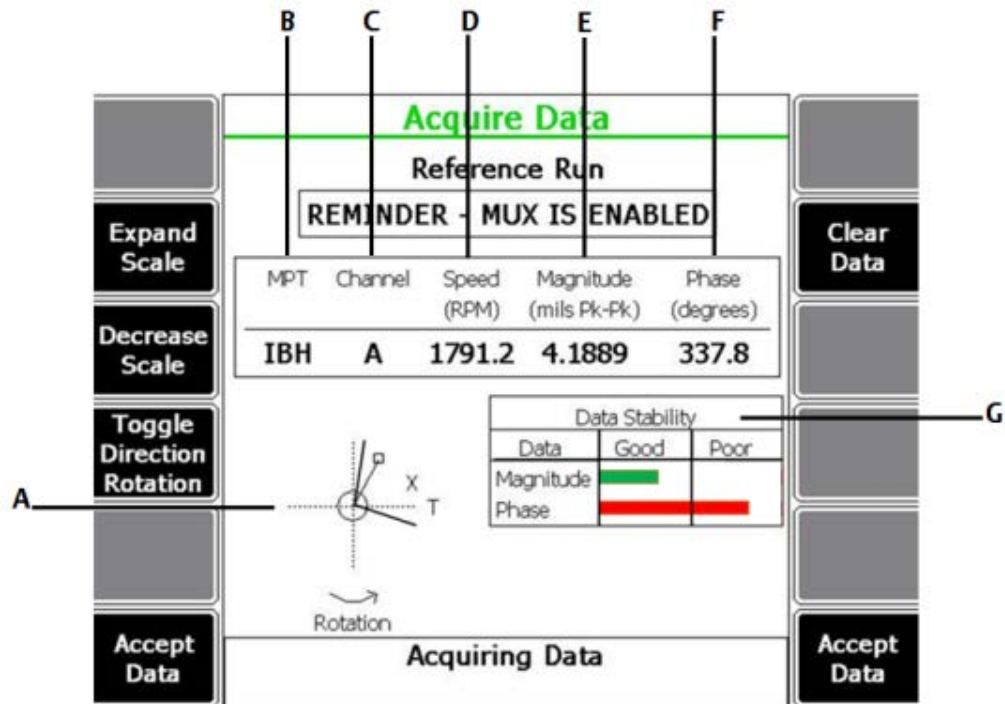 B C D E F
Acquire Data
Reference Run
REMINDER - MUX IS ENABLED
Expand
Scale
Clear
Data
MPT Channel Speed Magnitude Phase
(RPM) (mils Pk-Pk) (degrees)
IBH A 1791.2 4.1889 337.8
Decrease
Scale
Toggle
Direction
Rotation
Data Stability
G
Data Good Poor
Magnitude
Phase
A
X
T
Rotation
Accept
Data
Acquiring Data
Accept
Data